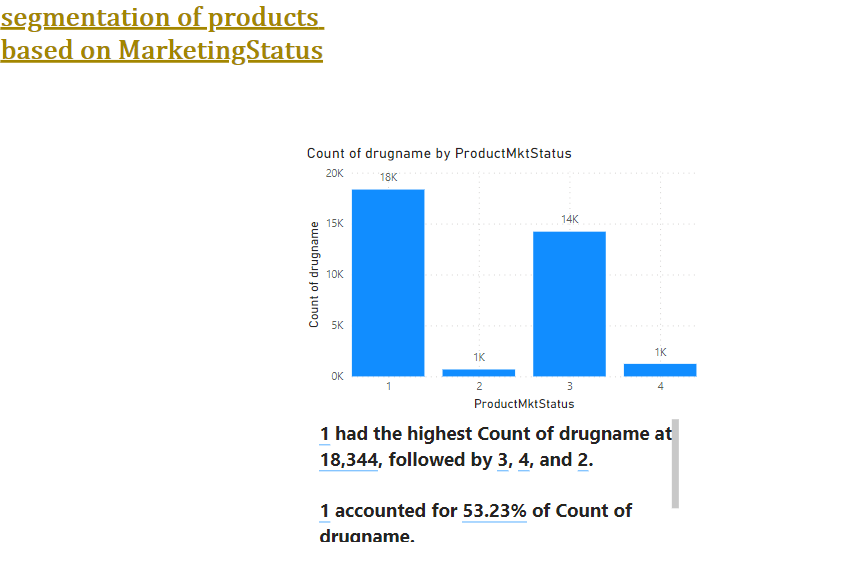 segmentation of products
based on MarketingStatus
Count of drugname by ProductMktStatus
20K
15K
10K
5K
0K
Count of drugname
18K
1K
14K
1K
1
2
3
4
ProductMktStatus
1 had the highest Count of drugname at
18,344, followed by 3, 4, and 2.
1 accounted for 53.23% of Count of
drugname.